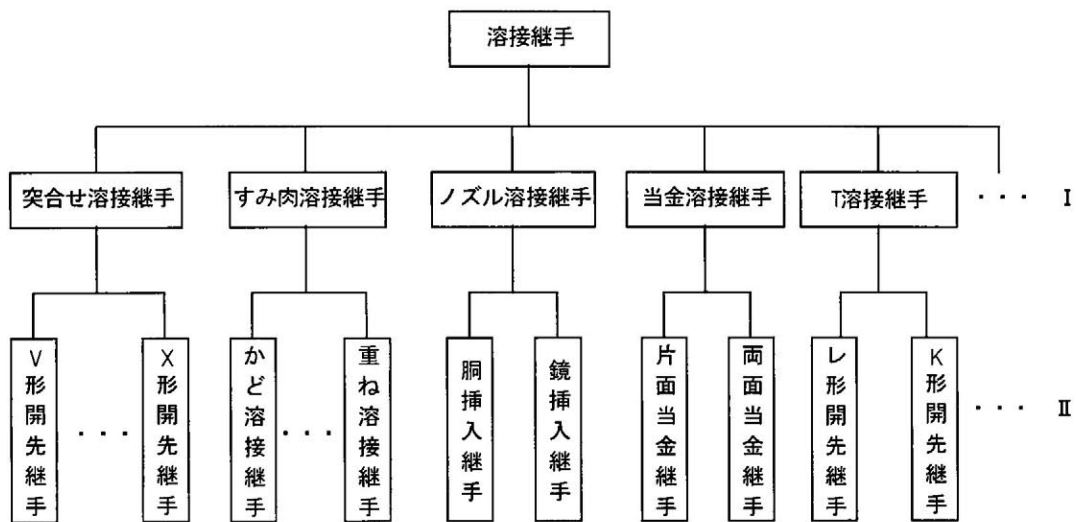 溶接継手
突合せ溶接継手
すみ肉溶接継手
ノズル溶接継手
当金溶接継手
T溶接継手
・・・
I
V形開先継手
・・・
X形開先継手
かど溶接継手
・・・
重ね溶接継手
胴挿入継手
鏡挿入継手
片面当金継手
両面当金継手
レ形開先継手
K形開先継手
・・・
II